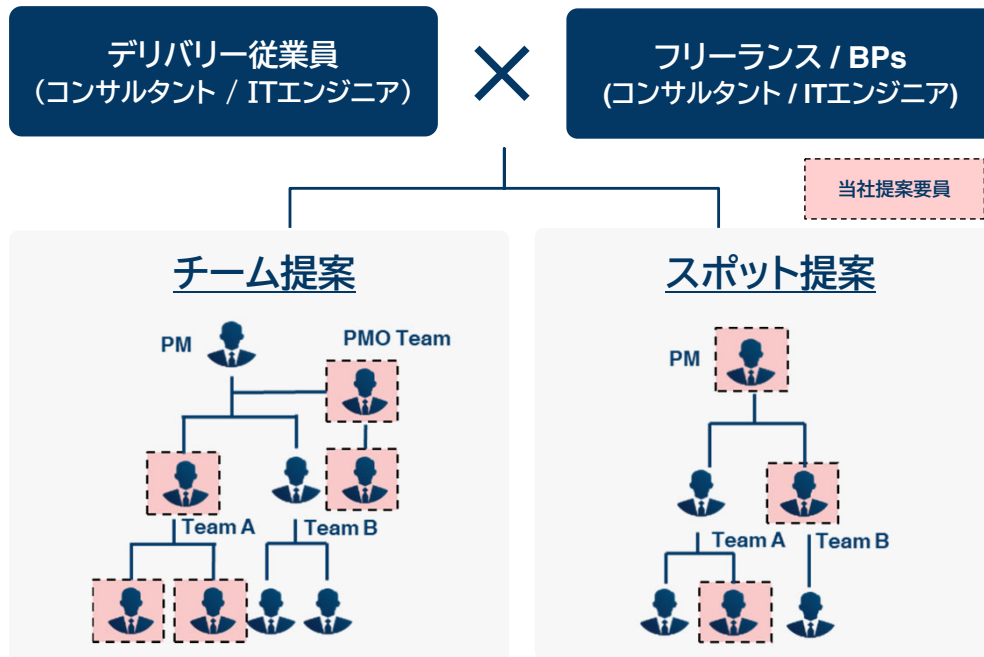 デリバリー従業員
（コンサルタント / ITエンジニア）
フリーランス / BPs
(コンサルタント / ITエンジニア)
当社提案要員
チーム提案
PM
PMO Team
Team A
Team B
スポット提案
PM
Team A
Team B